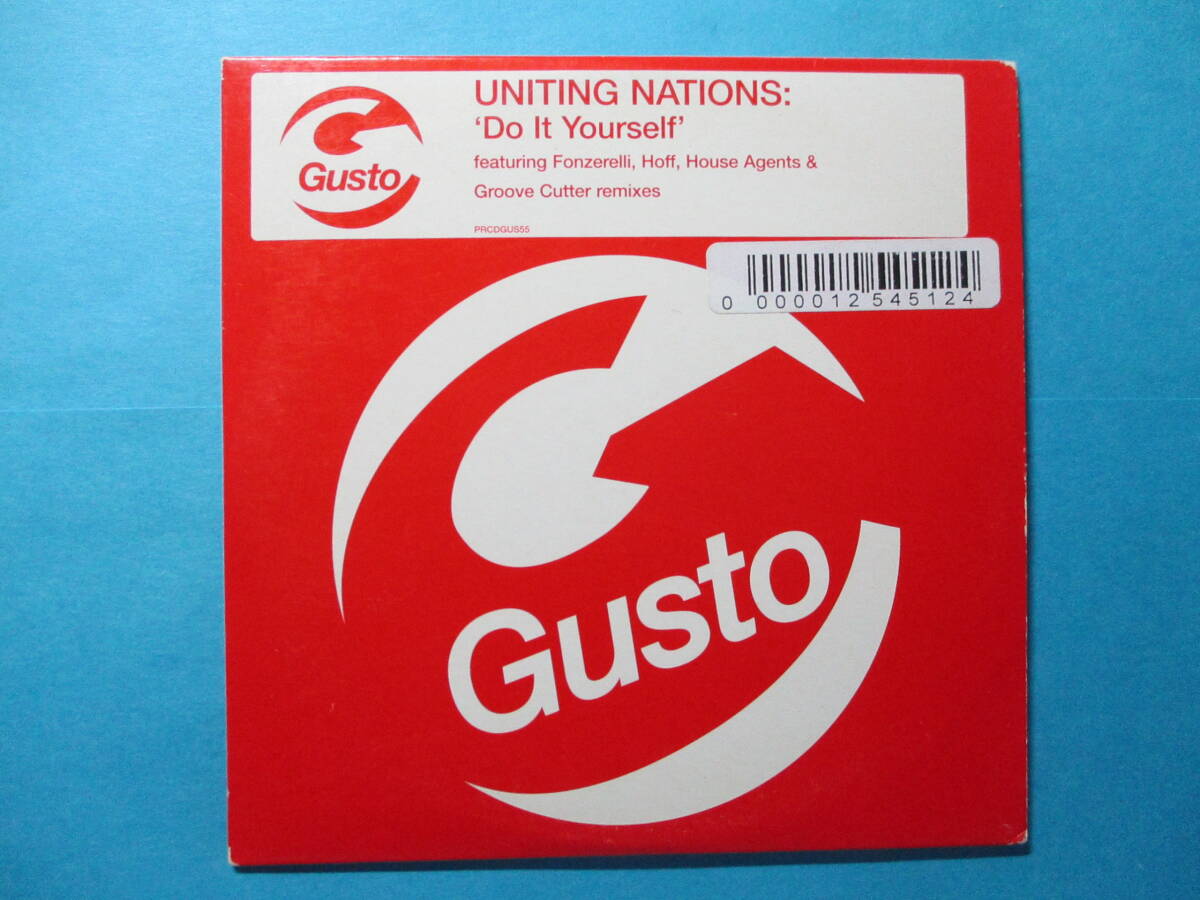 UNITING NATIONS:
‘Do It Yourself’
featuring Fonzerelli, Hoff, House Agents &
Groove Cutter remixes
PRCDGUS55
Gusto
0 000012 545124
Gusto